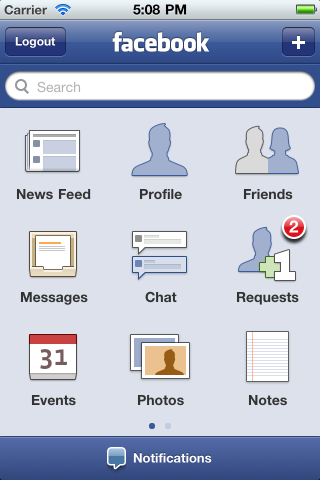 Carrier 5:08 PM
Logout facebook +
Search
News Feed Profile Friends
2
1
Messages Chat Requests
31
Events Photos Notes
Notifications